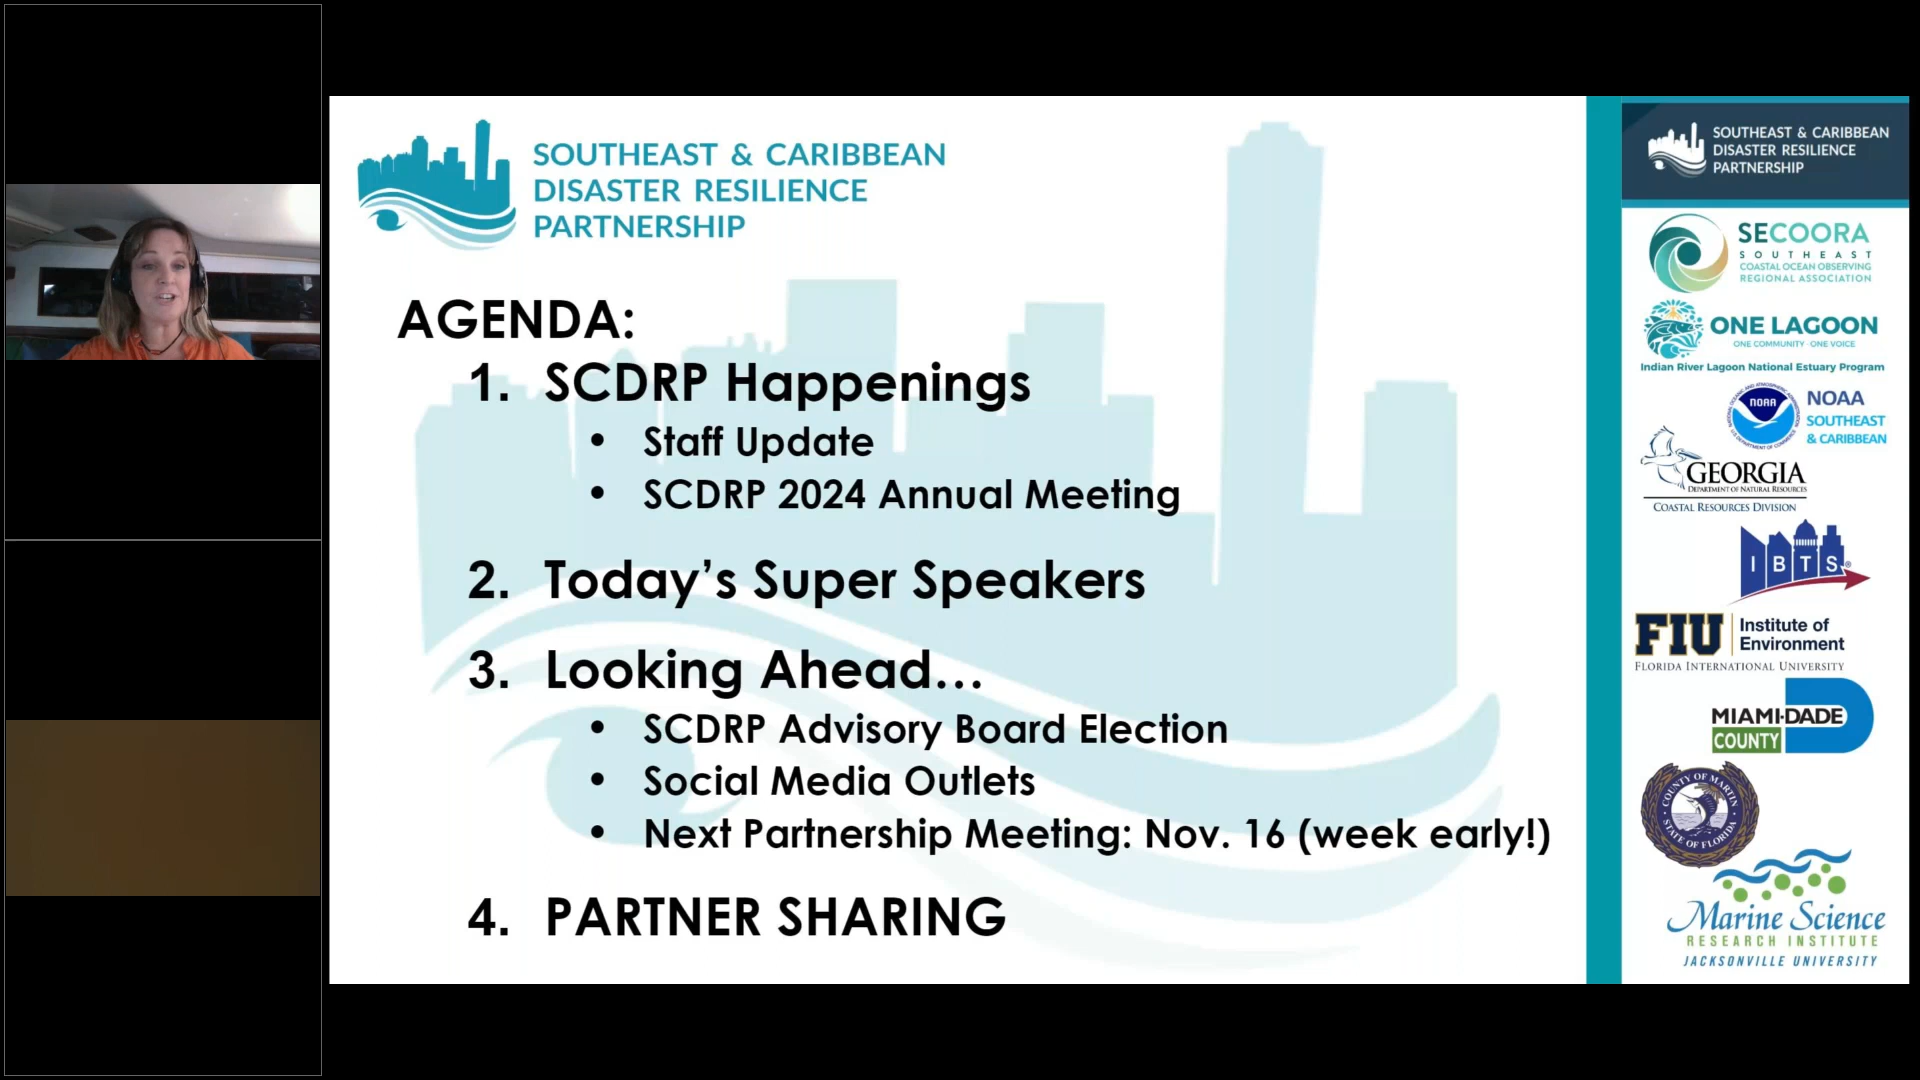 SOUTHEAST & CARIBBEAN
DISASTER RESILIENCE
PARTNERSHIP
AGENDA:
1. SCDRP Happenings
• Staff Update
• SCDRP 2024 Annual Meeting
2. Today’s Super Speakers
3. Looking Ahead…
• SCDRP Advisory Board Election
• Social Media Outlets
• Next Partnership Meeting: Nov. 16 (week early!)
4. PARTNER SHARING
SOUTHEAST & CARIBBEAN
DISASTER RESILIENCE
PARTNERSHIP
SECOORA
SOUTHEAST
COASTAL OCEAN OBSERVING
REGIONAL ASSOCIATION
ONE LAGOON
ONE COMMUNITY · ONE VOICE
Indian River Lagoon National Estuary Program
NOAA
NOAA
SOUTHEAST
& CARIBBEAN
GEORGIA
DEPARTMENT OF NATURAL RESOURCES
COASTAL RESOURCES DIVISION
IBTS®
FIU
Institute of
Environment
FLORIDA INTERNATIONAL UNIVERSITY
MIAMI-DADE
COUNTY
COUNTY OF MARTIN
STATE OF FLORIDA
Marine Science
RESEARCH INSTITUTE
JACKSONVILLE UNIVERSITY